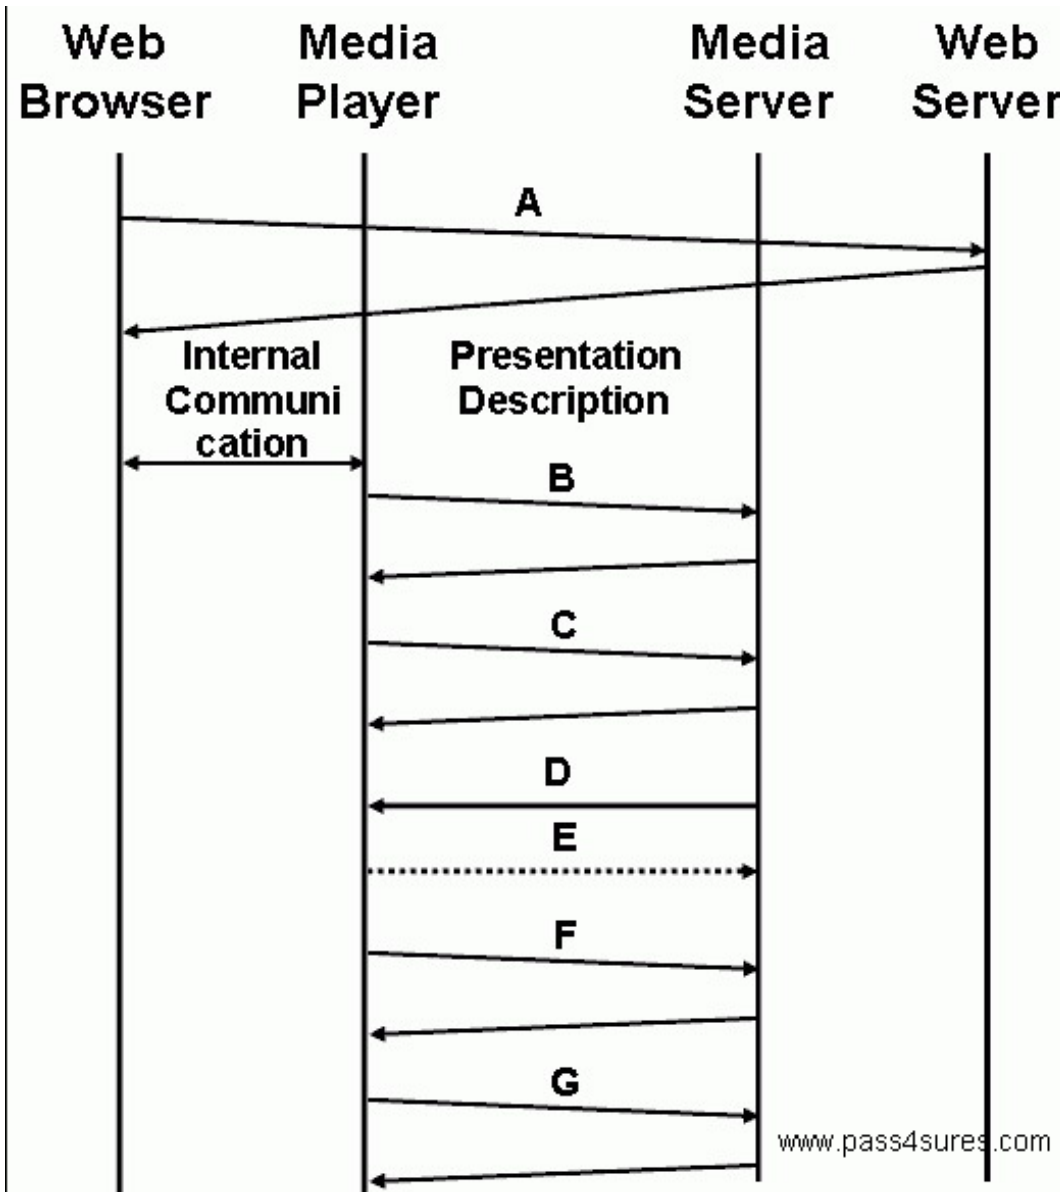 Web Browser
Media Player
Media Server
Web Server
A
Internal Communi cation
Presentation Description
B
C
D
E
F
G
www.pass4sures.com